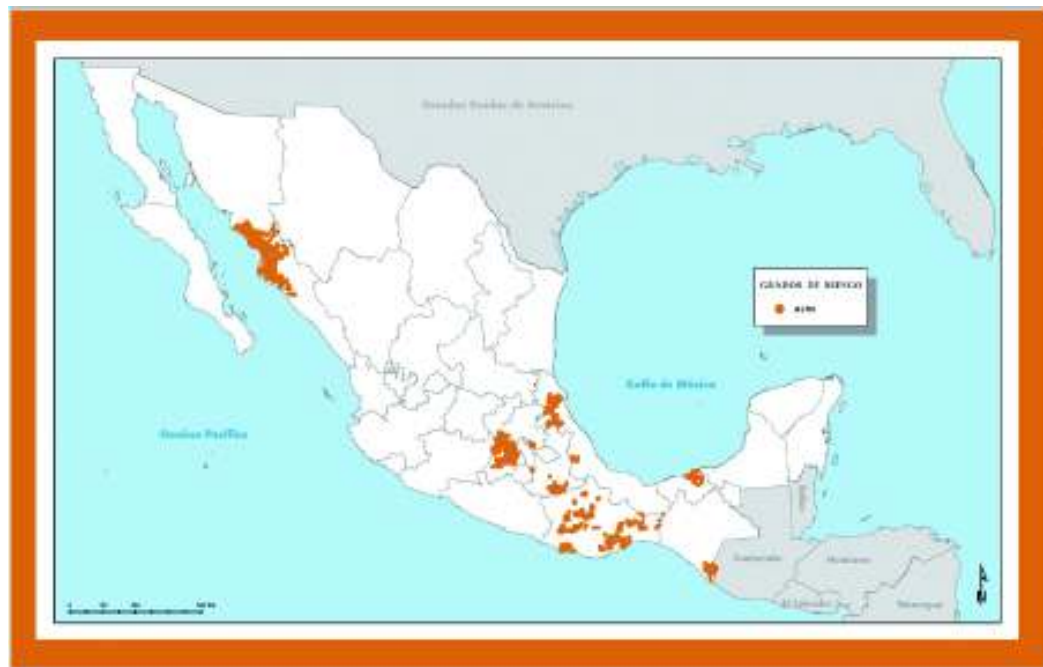 Estados Unidos de América
GRADOS DE RIESGO
ALTO
Golfo de México
Océano Pacífico
Guatemala
Honduras
El Salvador
Nicaragua